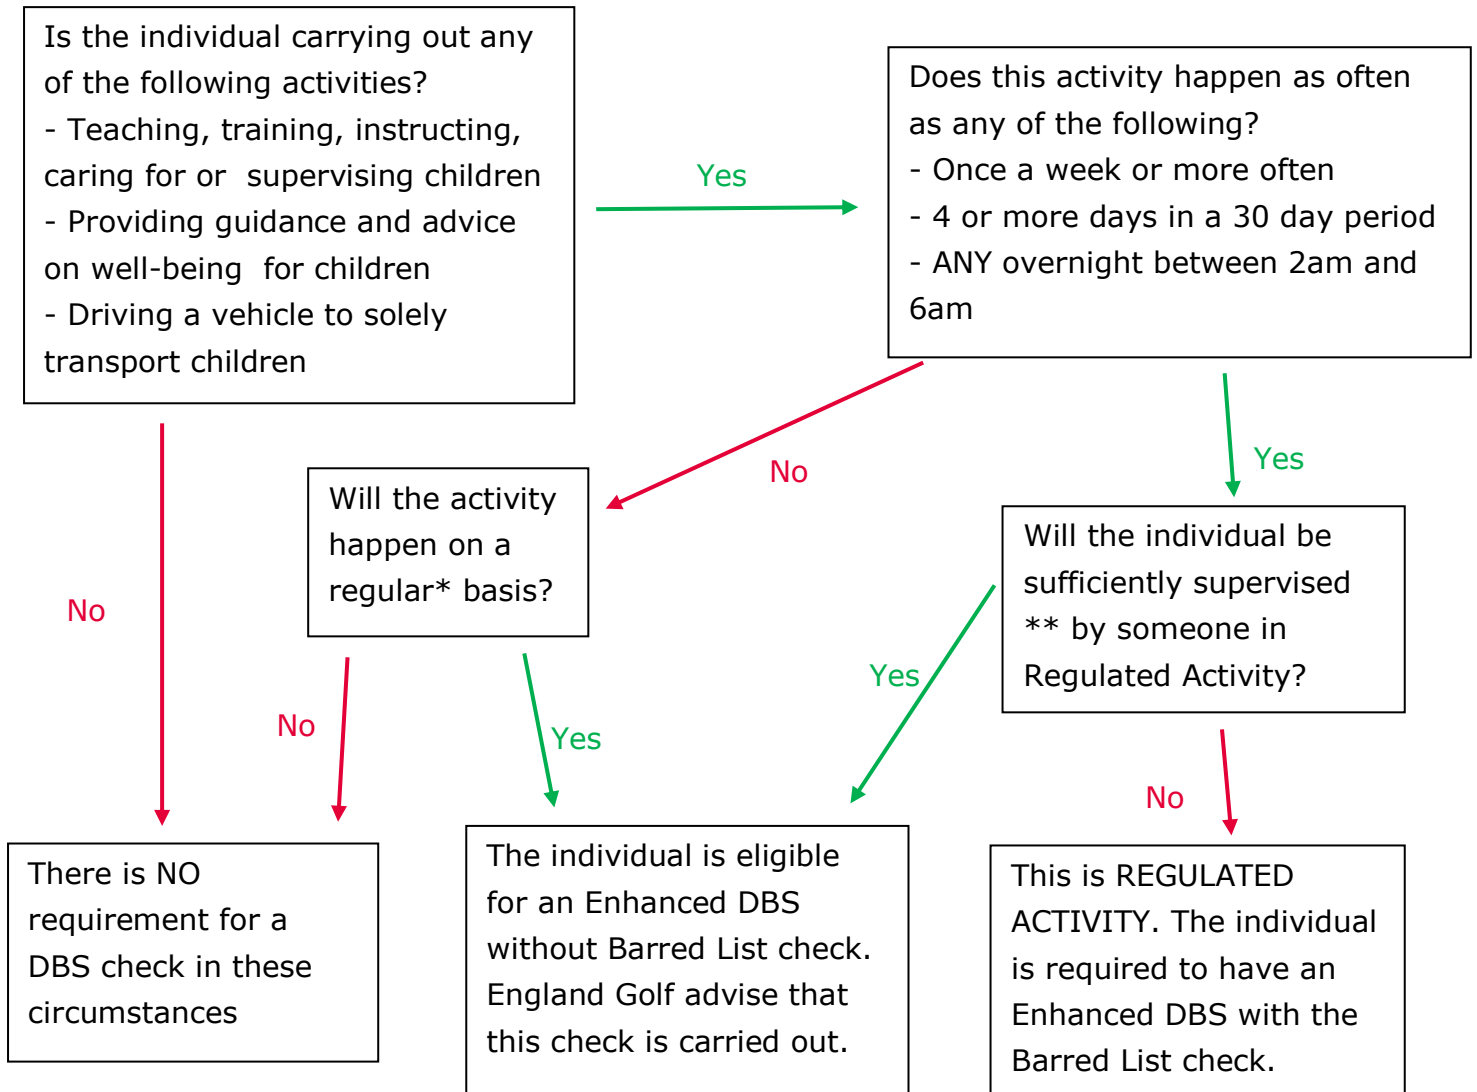 Is the individual carrying out any
of the following activities?
- Teaching, training, instructing,
caring for or supervising children
- Providing guidance and advice
on well-being for children
- Driving a vehicle to solely
transport children
Yes
Does this activity happen as often
as any of the following?
- Once a week or more often
- 4 or more days in a 30 day period
- ANY overnight between 2am and
6am
No
Yes
No
Will the activity
happen on a
regular* basis?
Will the individual be
sufficiently supervised
** by someone in
Regulated Activity?
No
Yes
Yes
No
There is NO
requirement for a
DBS check in these
circumstances
The individual is eligible
for an Enhanced DBS
without Barred List check.
England Golf advise that
this check is carried out.
This is REGULATED
ACTIVITY. The individual
is required to have an
Enhanced DBS with the
Barred List check.